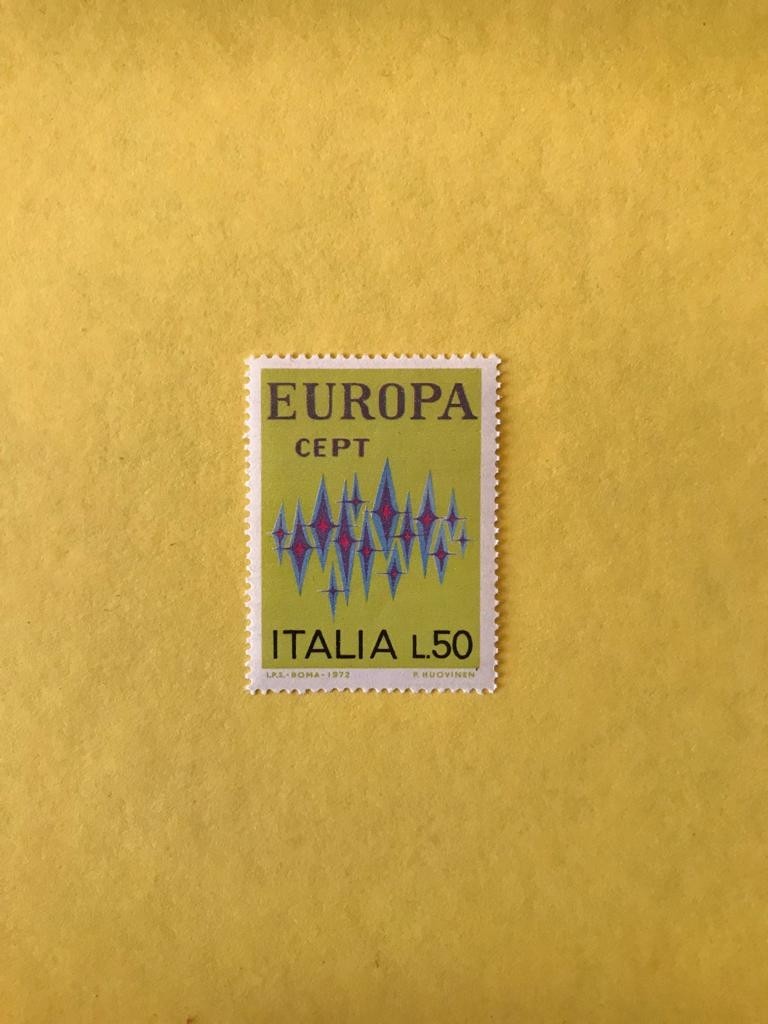 EUROPA
CEPT
ITALIA L.50
I.P.S.-ROMA-1972 P. HUOVINEN